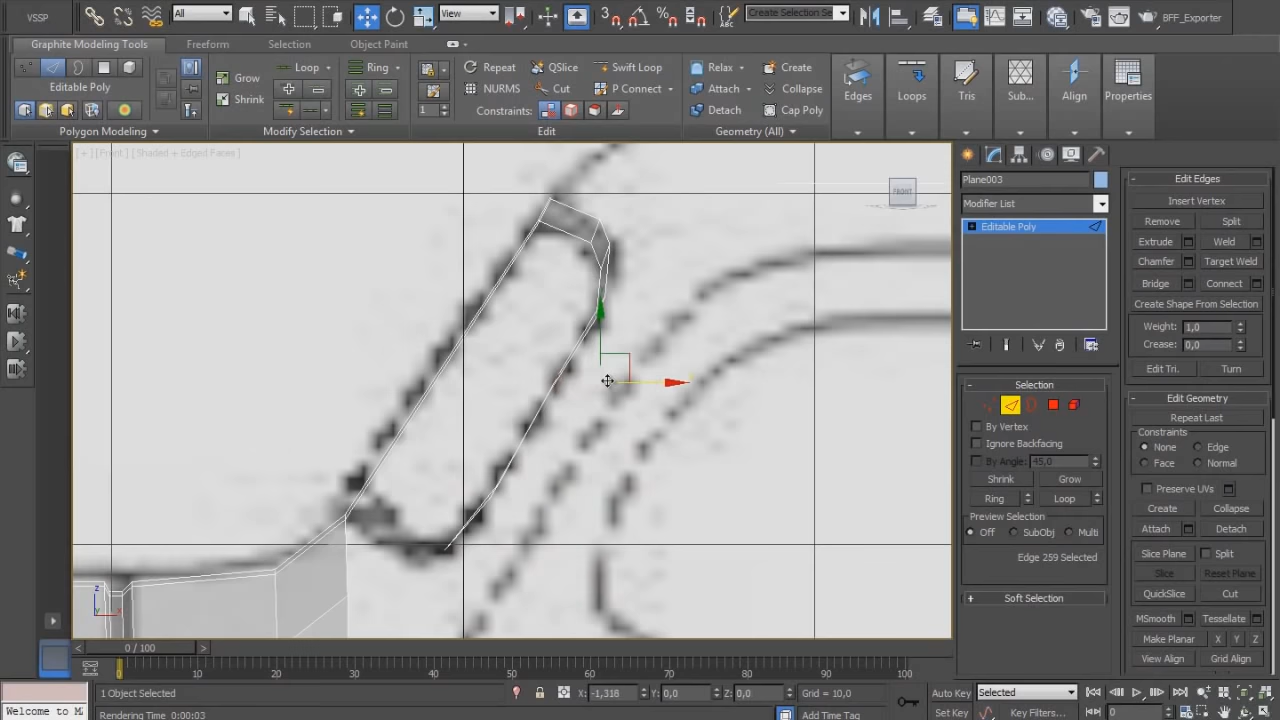 VSSP
All
View
Create Selection Se
BFF_Exporter
Graphite Modeling Tools
Freeform
Selection
Object Paint
Editable Poly
Polygon Modeling
Loop
Ring
Grow
Shrink
Modify Selection
1
Repeat
QSlice
Swift Loop
NURMS
Cut
P Connect
Constraints:
Edit
Relax
Create
Attach
Collapse
Detach
Cap Poly
Geometry (All)
Edges
Loops
Tris
Sub...
Align
Properties
[ + ] [ Front ] [ Shaded + Edged Faces ]
FRONT
z
x
Plane003
Modifier List
Editable Poly
Selection
By Vertex
Ignore Backfacing
By Angle: 45,0
Shrink
Grow
Ring
Loop
Preview Selection
Off
SubObj
Multi
Edge 259 Selected
Soft Selection
Edit Edges
Insert Vertex
Remove
Split
Extrude
Weld
Chamfer
Target Weld
Bridge
Connect
Create Shape From Selection
Weight: 1,0
Crease: 0,0
Edit Tri.
Turn
Edit Geometry
Repeat Last
Constraints
None
Edge
Face
Normal
Preserve UVs
Create
Collapse
Attach
Detach
Slice Plane
Split
Slice
Reset Plane
QuickSlice
Cut
MSmooth
Tessellate
Make Planar
X
Y
Z
View Align
Grid Align
0 / 100
0
10
20
30
40
50
60
70
80
90
100
1 Object Selected
X: -1,318
Y: 0,0
Z: 0,0
Grid = 10,0
Auto Key
Selected
Welcome to M
Rendering Time 0:00:03
Add Time Tag
Set Key
Key Filters...
0